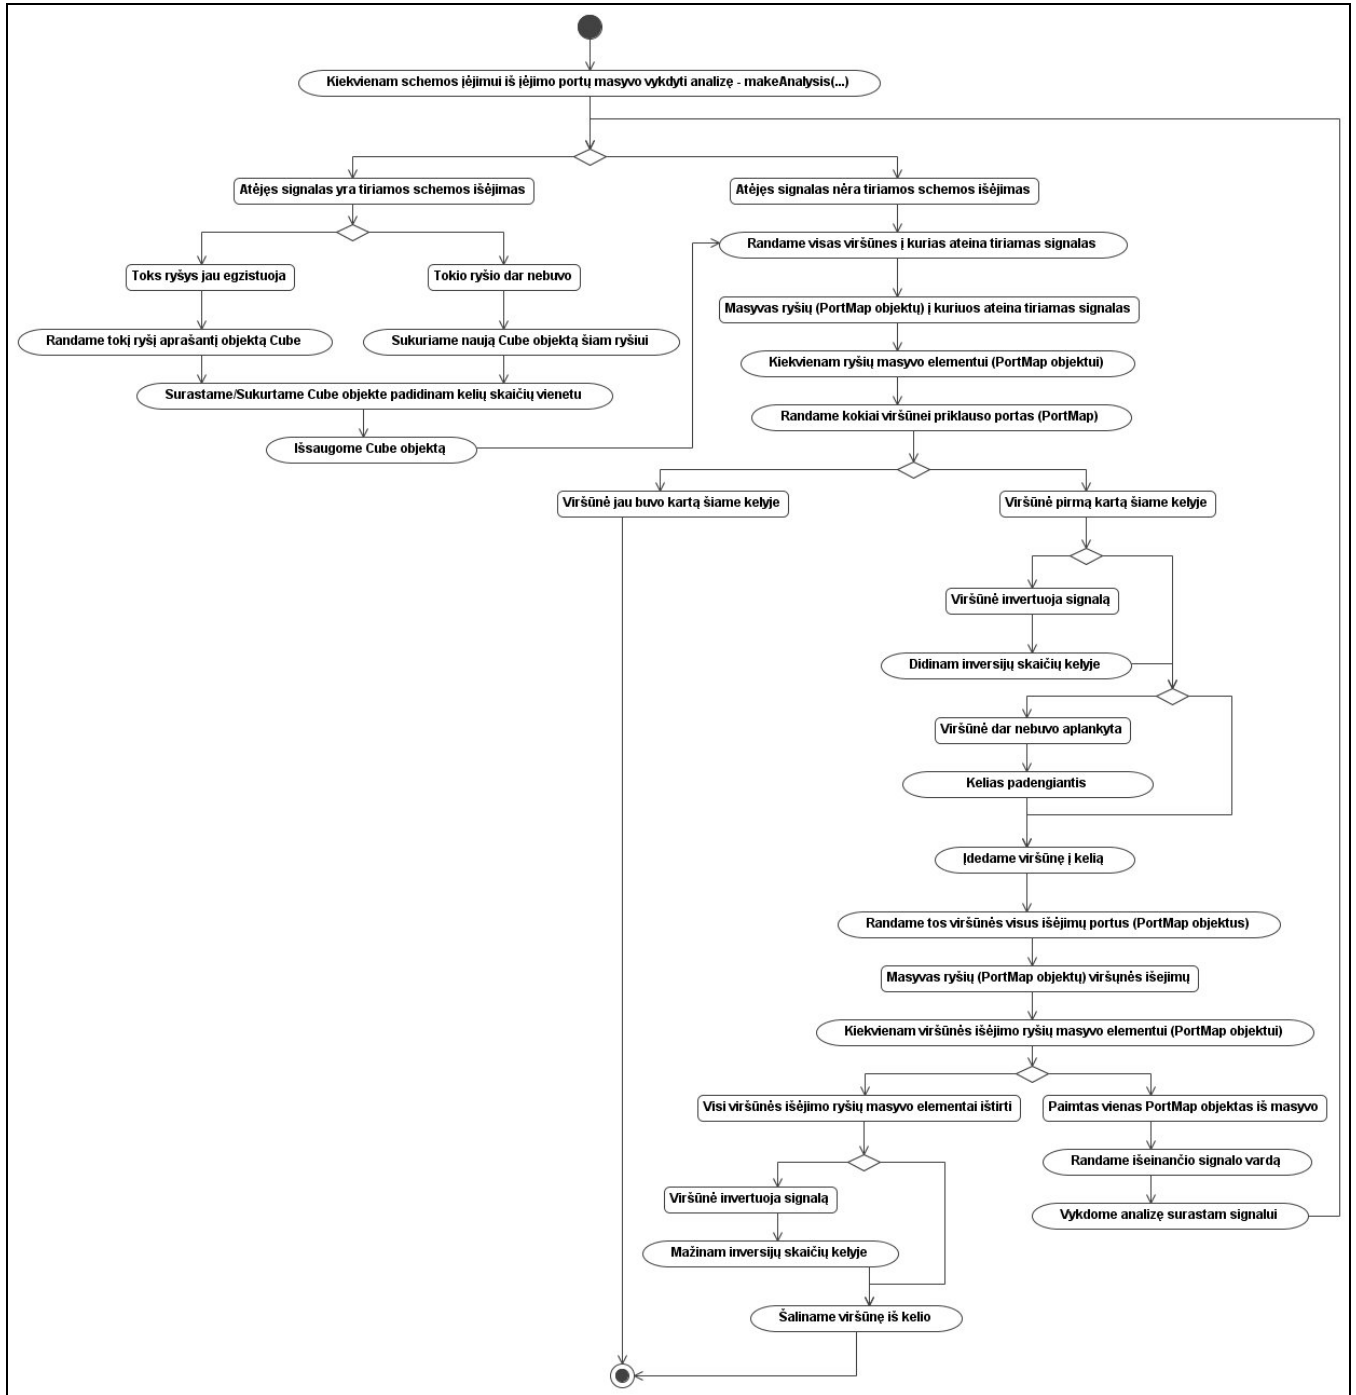 Kiekvienam schemos įėjimui iš įėjimo portų masyvo vykdyti analizę - makeAnalysis(...)
Atėjęs signalas yra tiriamos schemos išėjimas
Atėjęs signalas nėra tiriamos schemos išėjimas
Randame visas viršūnes į kurias ateina tiriamas signalas
Toks ryšys jau egzistuoja
Tokio ryšio dar nebuvo
Masyvas ryšių (PortMap objektų) į kuriuos ateina tiriamas signalas
Randame tokį ryšį aprašantį objektą Cube
Sukuriame naują Cube objektą šiam ryšiui
Kiekvienam ryšių masyvo elementui (PortMap objektui)
Surastame/Sukurtame Cube objekte padidinam kelių skaičių vienetu
Randame kokiai viršūnei priklauso portas (PortMap)
Išsaugome Cube objektą
Viršūnė jau buvo kartą šiame kelyje
Viršūnė pirmą kartą šiame kelyje
Viršūnė invertuoja signalą
Didinam inversijų skaičių kelyje
Viršūnė dar nebuvo aplankyta
Kelias padengiantis
Įdedame viršūnę į kelią
Randame tos viršūnės visus išėjimų portus (PortMap objektus)
Masyvas ryšių (PortMap objektų) viršųnės išejimų
Kiekvienam viršūnės išėjimo ryšių masyvo elementui (PortMap objektui)
Visi viršūnės išėjimo ryšių masyvo elementai ištirti
Paimtas vienas PortMap objektas iš masyvo
Randame išeinančio signalo vardą
Viršūnė invertuoja signalą
Vykdome analizę surastam signalui
Mažinam inversijų skaičių kelyje
Šaliname viršūnę iš kelio